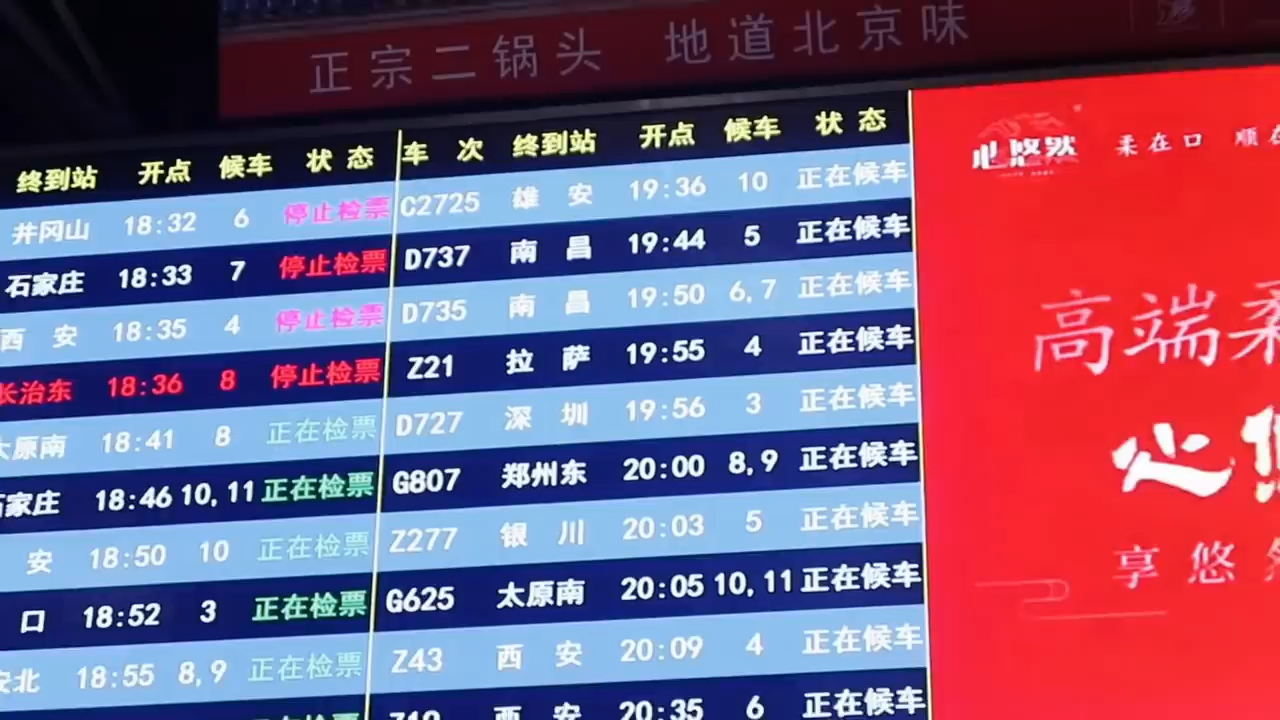 正宗二锅头 地道北京味
终到站 开点 候车 状态
井冈山 18:32 6 停止检票
石家庄 18:33 7 停止检票
西安 18:35 4 停止检票
长治东 18:36 8 停止检票
太原南 18:41 8 正在检票
石家庄 18:46 10,11 正在检票
安 18:50 10 正在检票
口 18:52 3 正在检票
安北 18:55 8,9 正在检票
车次 终到站 开点 候车 状态
C2725 雄安 19:36 10 正在候车
D737 南昌 19:44 5 正在候车
D735 南昌 19:50 6,7 正在候车
Z21 拉萨 19:55 4 正在候车
D727 深圳 19:56 3 正在候车
G807 郑州东 20:00 8,9 正在候车
Z277 银川 20:03 5 正在候车
G625 太原南 20:05 10,11 正在候车
Z43 西安 20:09 4 正在候车
Z19 西安 20:35 6 正在候车
心悠然 柔在口 顺在
高端柔
心悠
享悠然